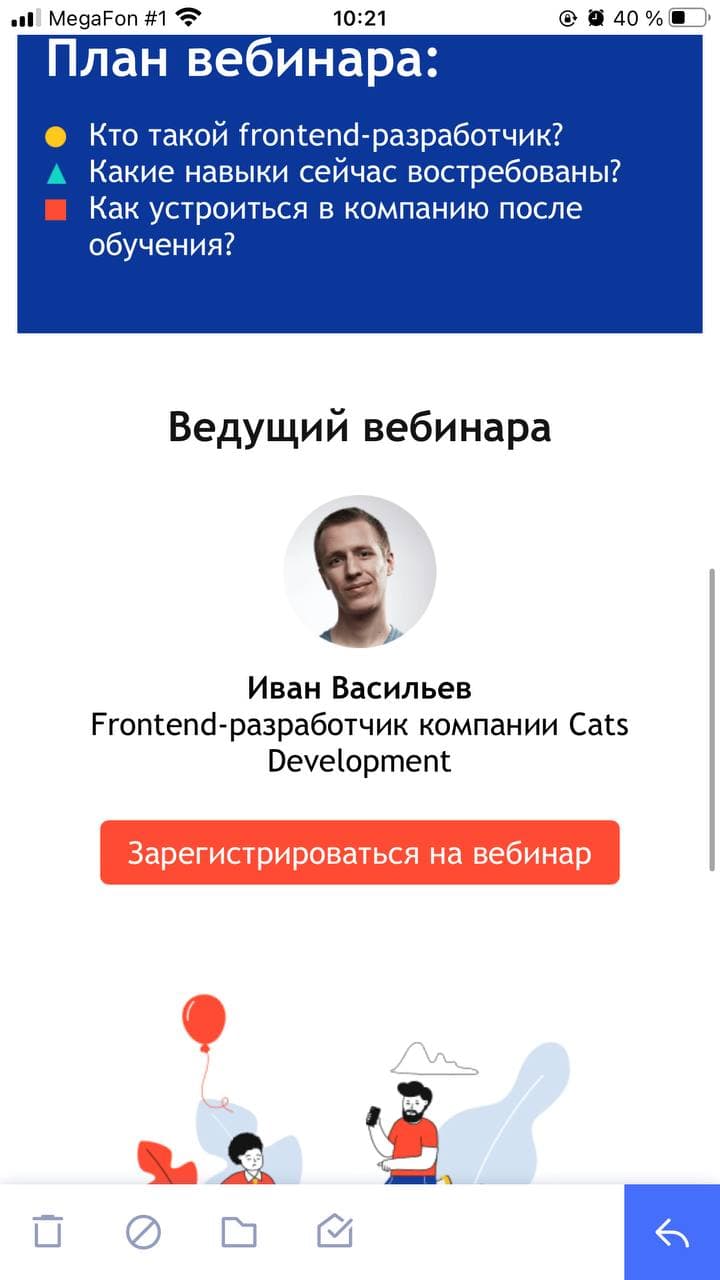 MegaFon #1 10:21 40 %
План вебинара:
Кто такой frontend-разработчик?
Какие навыки сейчас востребованы?
Как устроиться в компанию после
обучения?
Ведущий вебинара
Иван Васильев
Frontend-разработчик компании Cats
Development
Зарегистрироваться на вебинар